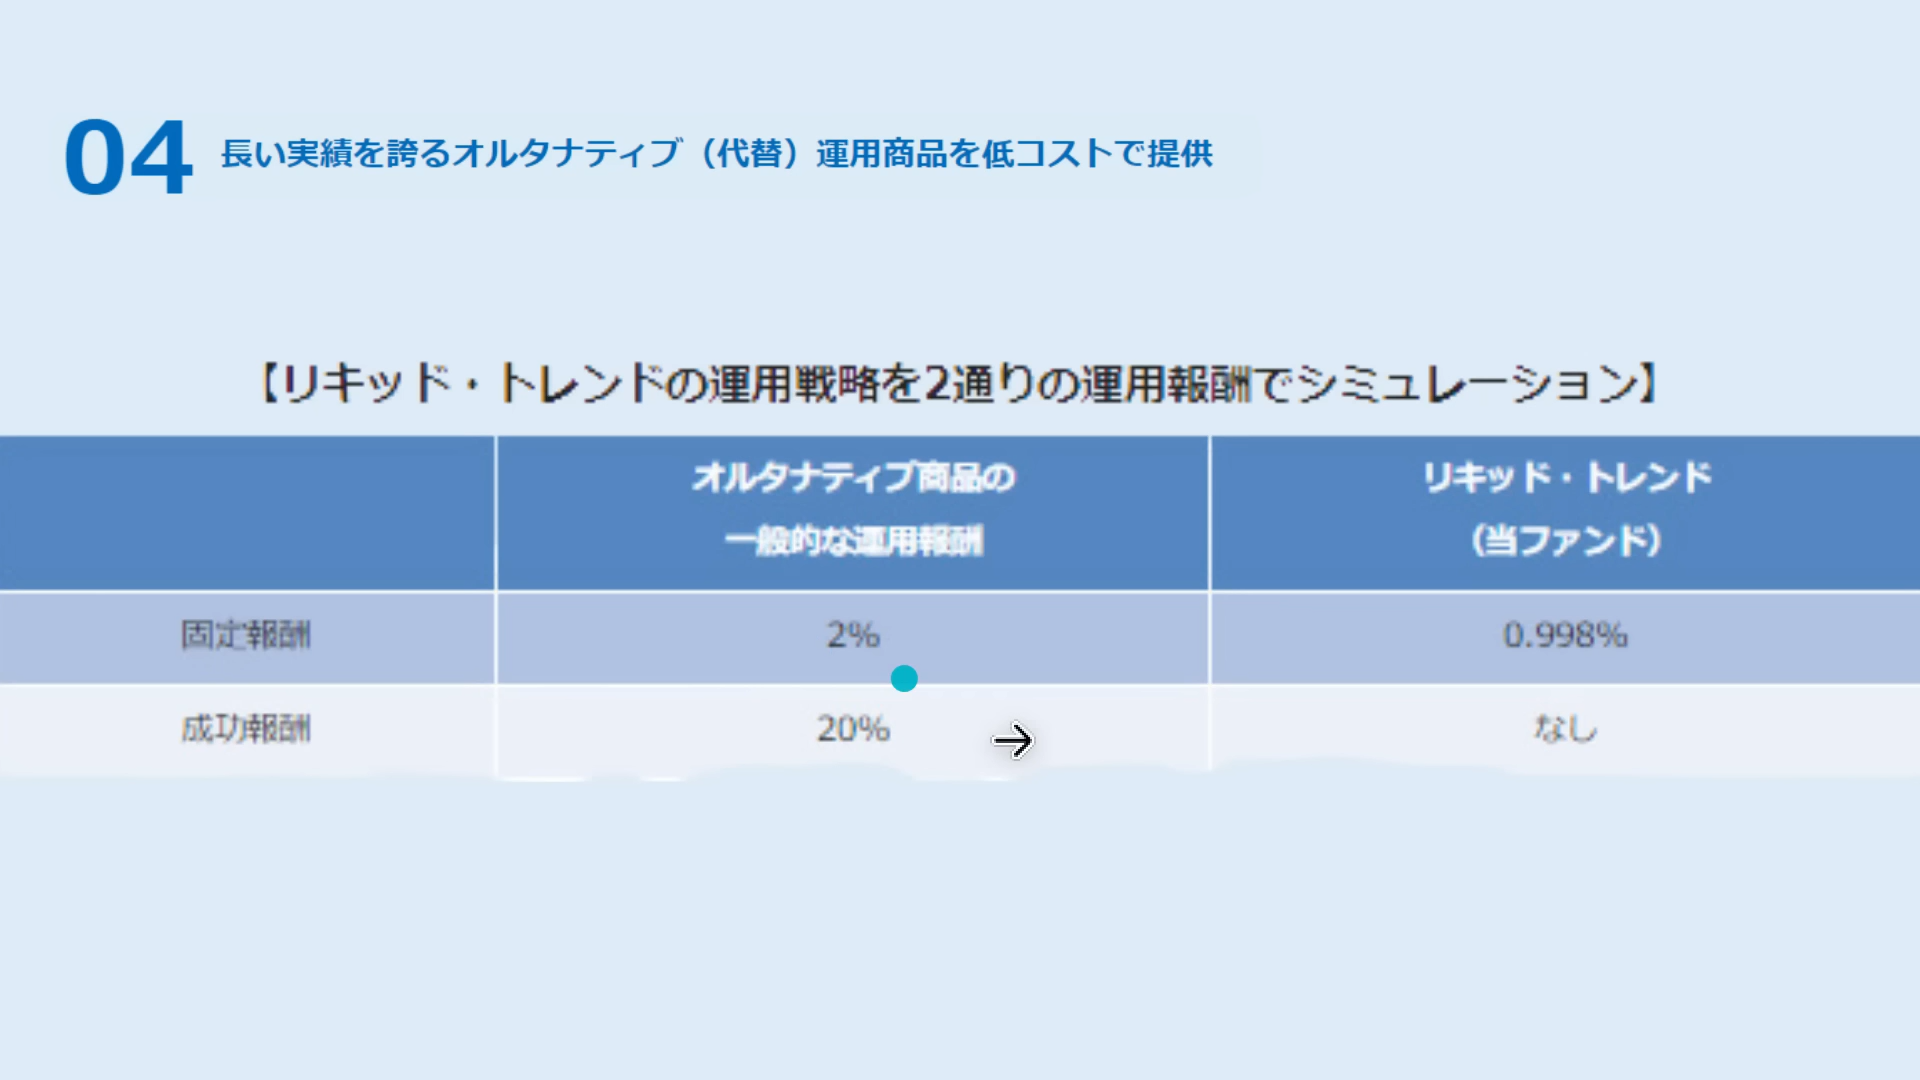 04 長い実績を誇るオルタナティブ（代替）運用商品を低コストで提供
【リキッド・トレンドの運用戦略を2通りの運用報酬でシミュレーション】
オルタナティブ商品の
一般的な運用報酬
リキッド・トレンド
（当ファンド）
固定報酬 2% 0.998%
成功報酬 20% なし